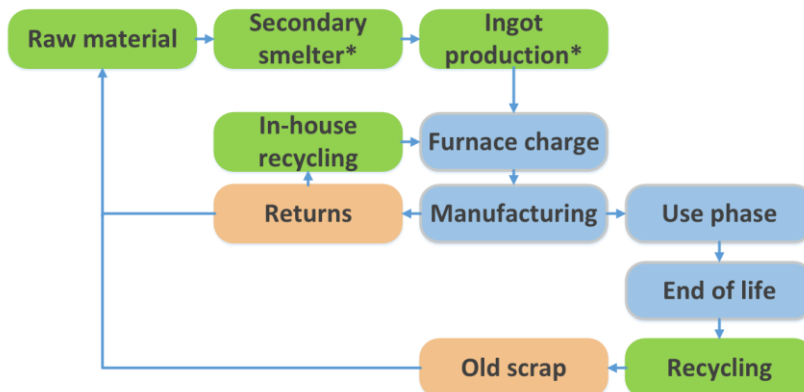 Raw material
Secondary
smelter*
Ingot
production*
In-house
recycling
Furnace charge
Returns
Manufacturing
Use phase
End of life
Old scrap
Recycling